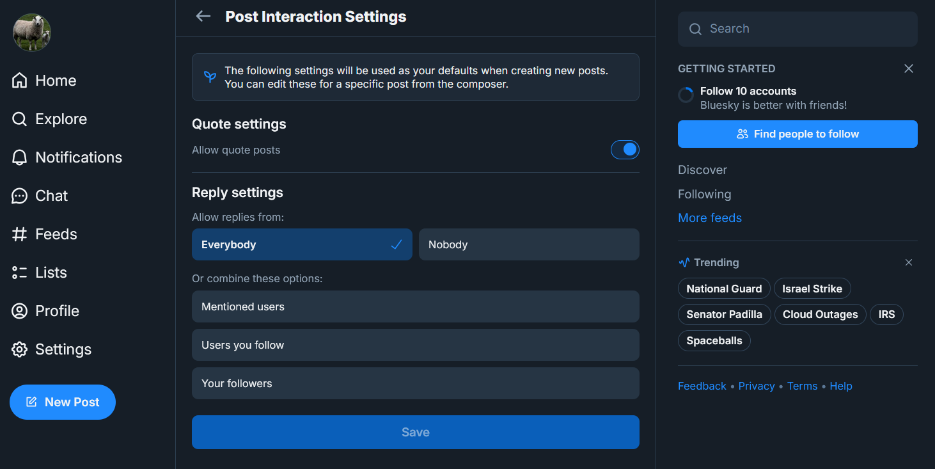 Home
Explore
Notifications
Chat
Feeds
Lists
Profile
Settings
New Post
Post Interaction Settings
The following settings will be used as your defaults when creating new posts.
You can edit these for a specific post from the composer.
Quote settings
Allow quote posts
Reply settings
Allow replies from:
Everybody
Nobody
Or combine these options:
Mentioned users
Users you follow
Your followers
Save
Search
GETTING STARTED
Follow 10 accounts
Bluesky is better with friends!
Find people to follow
Discover
Following
More feeds
Trending
National Guard
Israel Strike
Senator Padilla
Cloud Outages
IRS
Spaceballs
Feedback • Privacy • Terms • Help